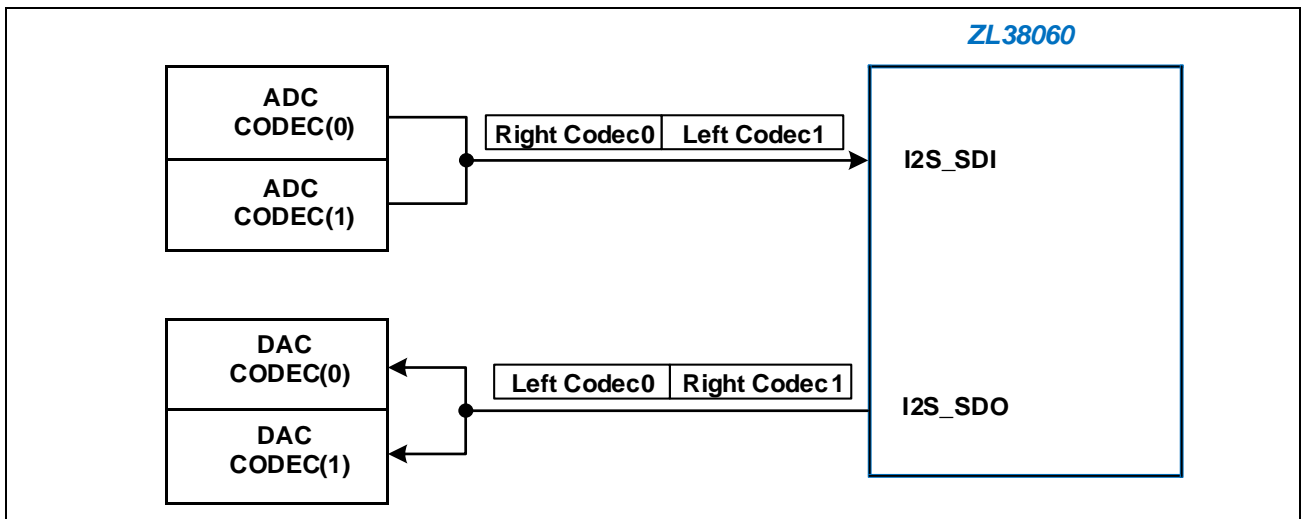 ZL38060
ADC
CODEC(0)
Right Codec0 Left Codec1
I2S_SDI
ADC
CODEC(1)
DAC
CODEC(0)
Left Codec0 Right Codec1
I2S_SDO
DAC
CODEC(1)